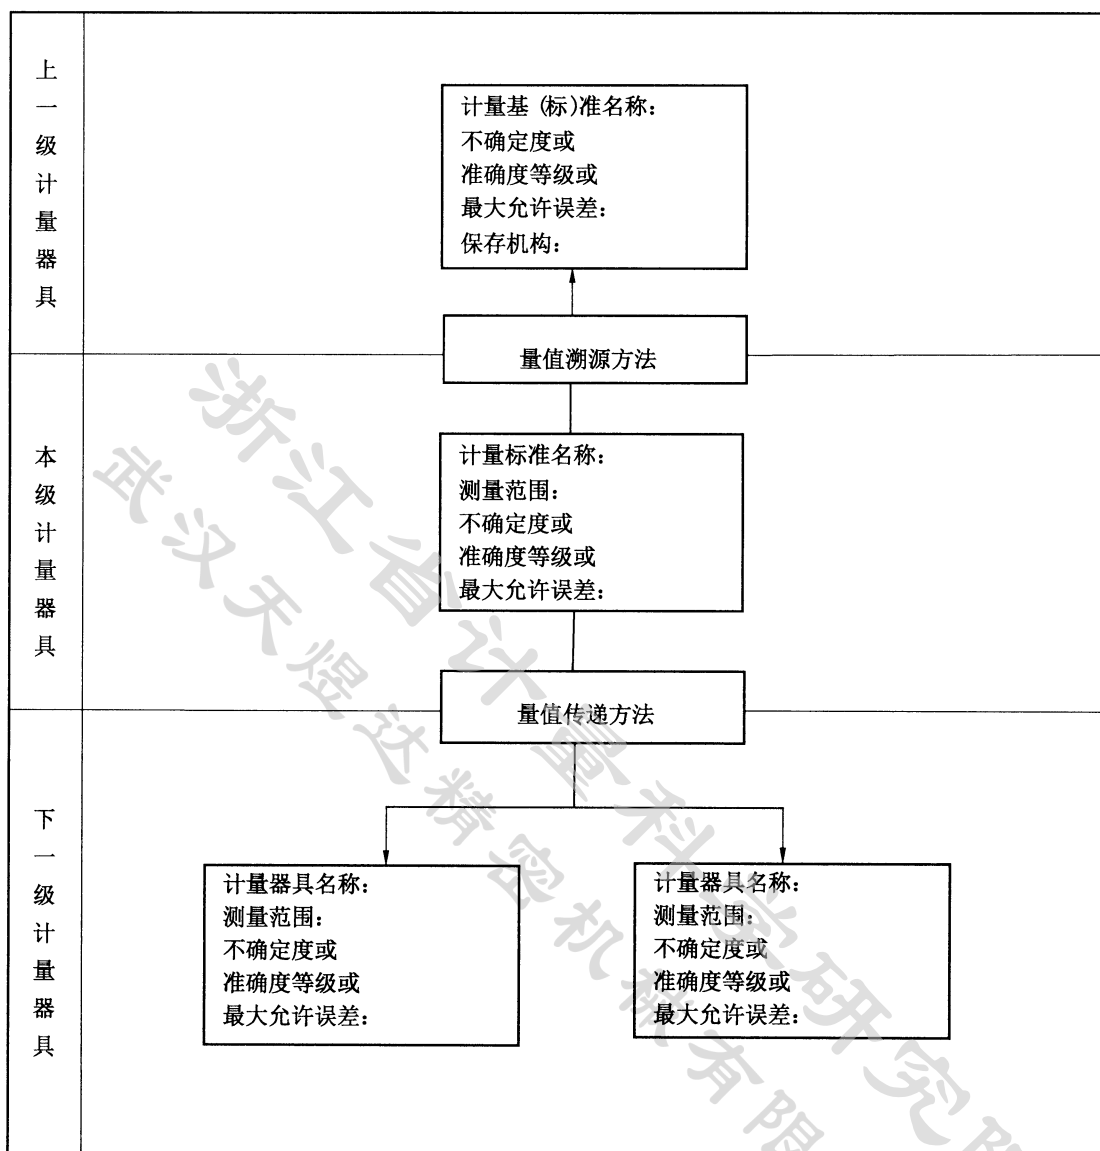 上一级计量器具
计量基(标)准名称：
不确定度或
准确度等级或
最大允许误差：
保存机构：
量值溯源方法
本级计量器具
计量标准名称：
测量范围：
不确定度或
准确度等级或
最大允许误差：
量值传递方法
下一级计量器具
计量器具名称：
测量范围：
不确定度或
准确度等级或
最大允许误差：
计量器具名称：
测量范围：
不确定度或
准确度等级或
最大允许误差：
浙江省计量科学研究院
武汉天煜达精密机械有限